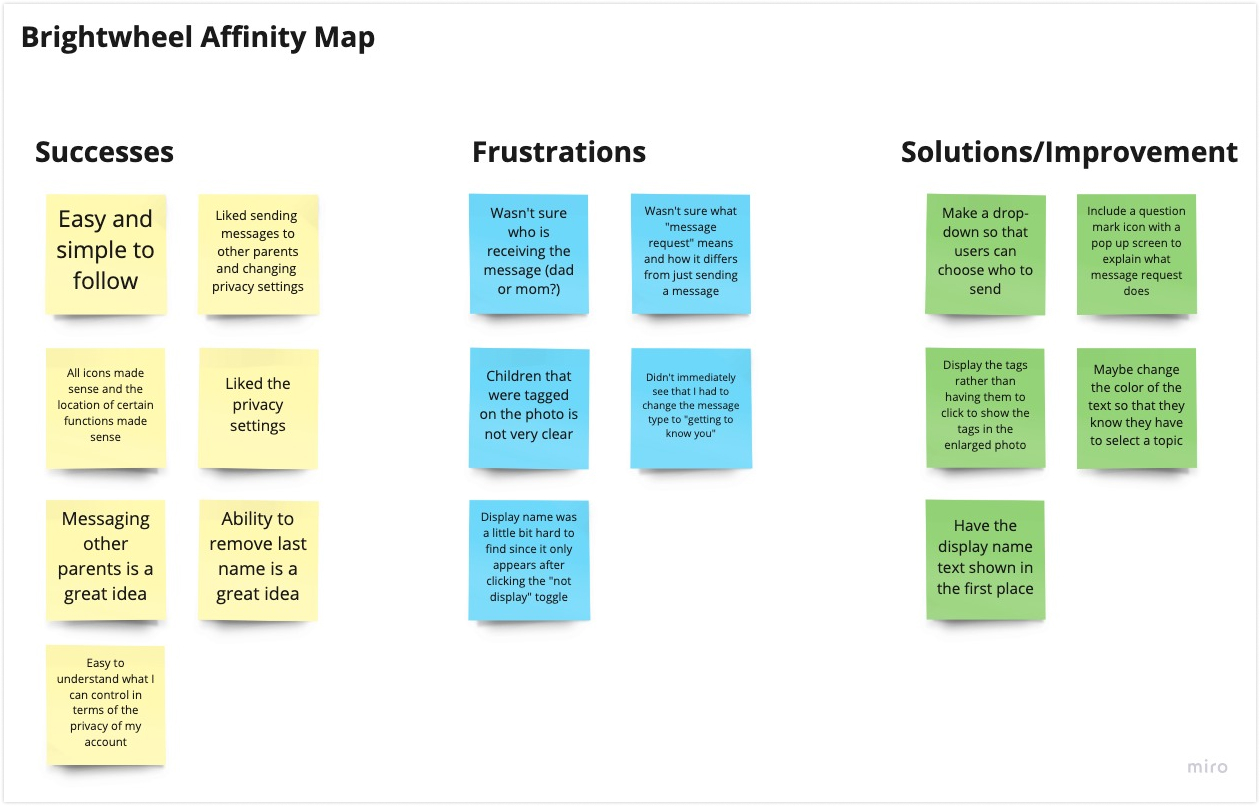 Brightwheel Affinity Map
Successes
Easy and
simple to
follow
Liked sending
messages to
other parents
and changing
privacy settings
All icons made
sense and the
location of certain
functions made
sense
Liked the
privacy
settings
Messaging
other
parents is a
great idea
Ability to
remove last
name is a
great idea
Easy to
understand what I
can control in
terms of the
privacy of my
account
Frustrations
Wasn't sure
who is
receiving the
message (dad
or mom?)
Wasn't sure what
"message
request" means
and how it differs
from just sending
a message
Children that
were tagged
on the photo is
not very clear
Didn't immediately
see that I had to
change the message
type to "getting to
know you"
Display name was
a little bit hard to
find since it only
appears after
clicking the "not
display" toggle
Solutions/Improvement
Make a drop-
down so that
users can
choose who to
send
Include a question
mark icon with a
pop up screen to
explain what
message request
does
Display the tags
rather than
having them to
click to show the
tags in the
enlarged photo
Maybe change
the color of the
text so that they
know they have
to select a topic
Have the
display name
text shown in
the first place
miro